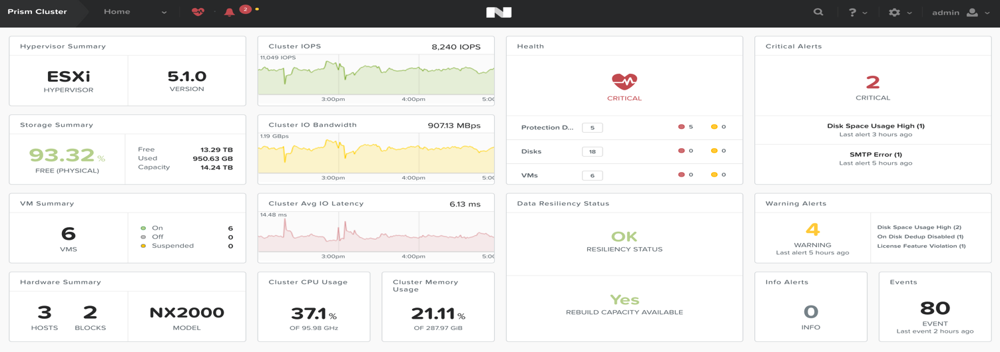 Prism Cluster
Home
2
?
admin
Hypervisor Summary
ESXi
HYPERVISOR
5.1.0
VERSION
Storage Summary
93.32 %
FREE (PHYSICAL)
Free 13.29 TB
Used 950.63 GB
Capacity 14.24 TB
VM Summary
6
VMS
On 6
Off 0
Suspended 0
Hardware Summary
3
HOSTS
2
BLOCKS
NX2000
MODEL
Cluster IOPS 8,240 IOPS
11,049 IOPS
3:00pm 4:00pm 5:00
Cluster IO Bandwidth 907.13 MBps
1.19 GBps
3:00pm 4:00pm 5:00
Cluster Avg IO Latency 6.13 ms
14.48 ms
3:00pm 4:00pm 5:00
Cluster CPU Usage
37.1 %
OF 95.98 GHz
Cluster Memory
Usage
21.11 %
OF 287.97 GiB
Health
CRITICAL
Protection D... 5 5 0
Disks 18 0 0
VMs 6 0 0
Data Resiliency Status
OK
RESILIENCY STATUS
Yes
REBUILD CAPACITY AVAILABLE
Critical Alerts
2
CRITICAL
Disk Space Usage High (1)
Last alert 3 hours ago
SMTP Error (1)
Last alert 5 hours ago
Warning Alerts
4
WARNING
Last alert 5 hours ago
Disk Space Usage High (2)
On Disk Dedup Disabled (1)
License Feature Violation (1)
Info Alerts
0
INFO
Events
80
EVENT
Last event 2 hours ago